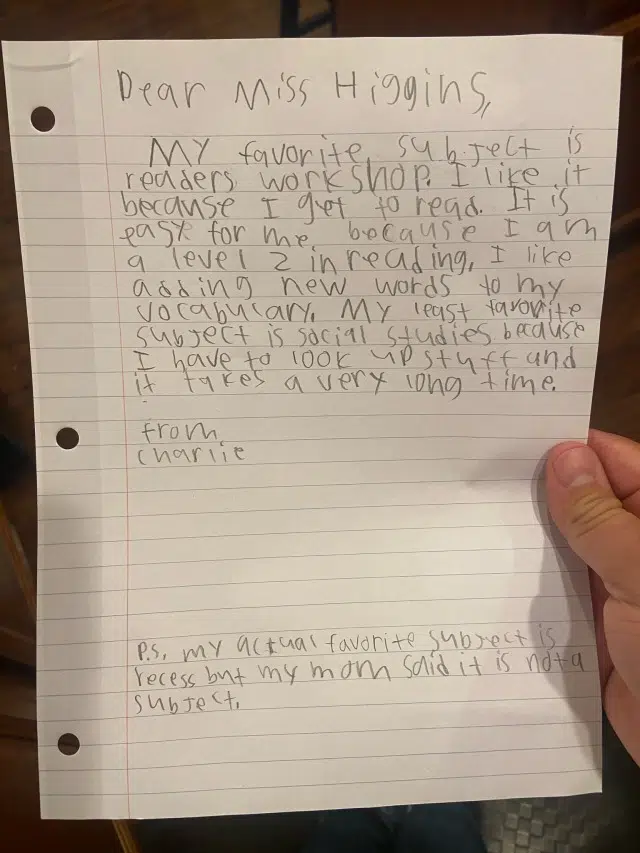 Dear Miss Higgins,
My favorite subject is
readers workshop. I like it
because I get to read. It is
easy for me because I am
a level 2 in reading, I like
adding new words to my
vocabulary. My least favorite
subject is social studies because
I have to look up stuff and
it takes a very long time.
from
Charlie
P.S. my actual favorite subject is
recess but my mom said it is not a
subject.